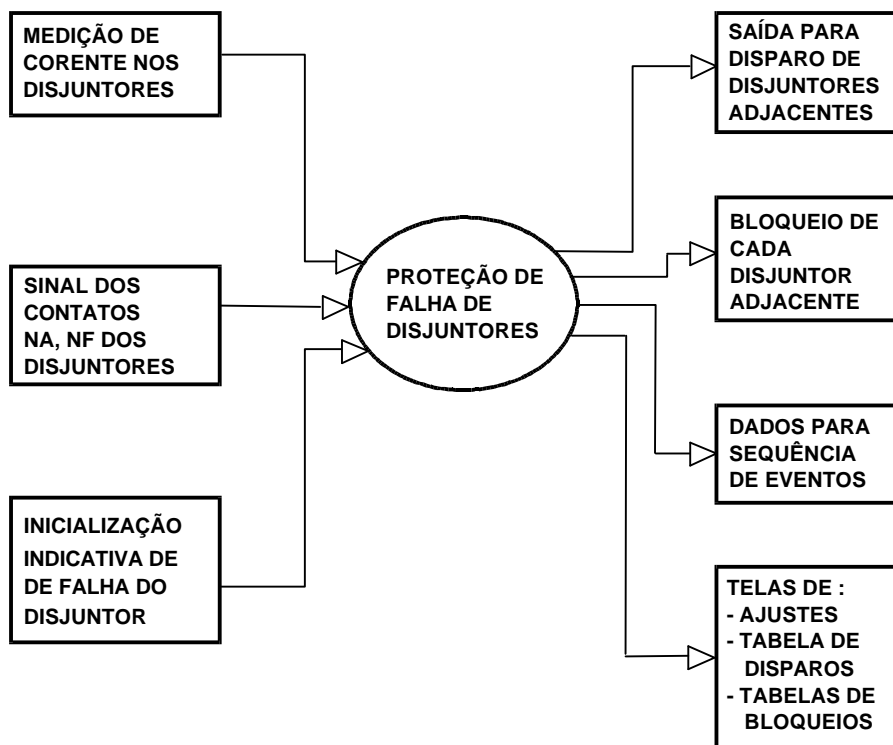 MEDIÇÃO DE
CORENTE NOS
DISJUNTORES
SINAL DOS
CONTATOS
NA, NF DOS
DISJUNTORES
INICIALIZAÇÃO
INDICATIVA DE
DE FALHA DO
DISJUNTOR
PROTEÇÃO DE
FALHA DE
DISJUNTORES
SAÍDA PARA
DISPARO DE
DISJUNTORES
ADJACENTES
BLOQUEIO DE
CADA
DISJUNTOR
ADJACENTE
DADOS PARA
SEQUÊNCIA
DE EVENTOS
TELAS DE :
- AJUSTES
- TABELA DE
DISPAROS
- TABELAS DE
BLOQUEIOS